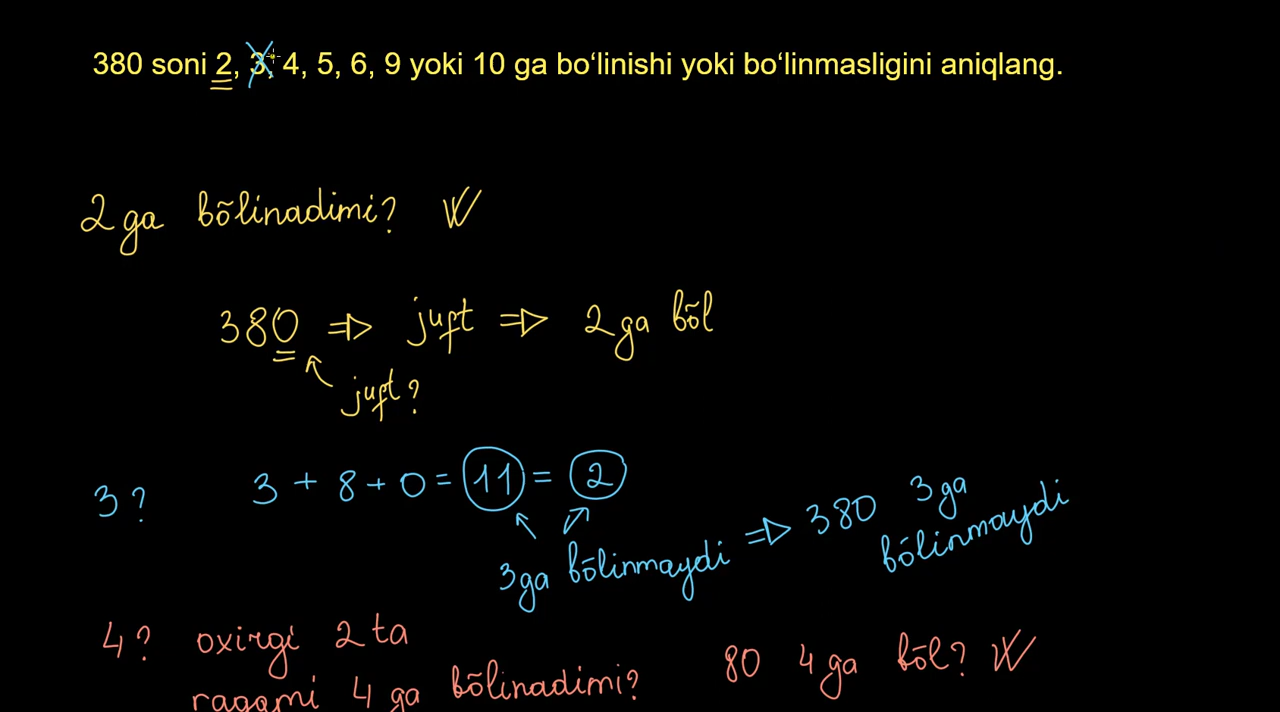 380 soni 2, 3, 4, 5, 6, 9 yoki 10 ga bo‘linishi yoki bo‘linmasligini aniqlang.
2 ga bōlinadimi?
380 ⇒ juft ⇒ 2 ga bōl
juft?
3? 3 + 8 + 0 = 11 = 2
3 ga bōlinmaydi ⇒ 380 3 ga bōlinmaydi
4? oxirgi 2 ta
raqami 4 ga bōlinadimi? 80 4 ga bōl?